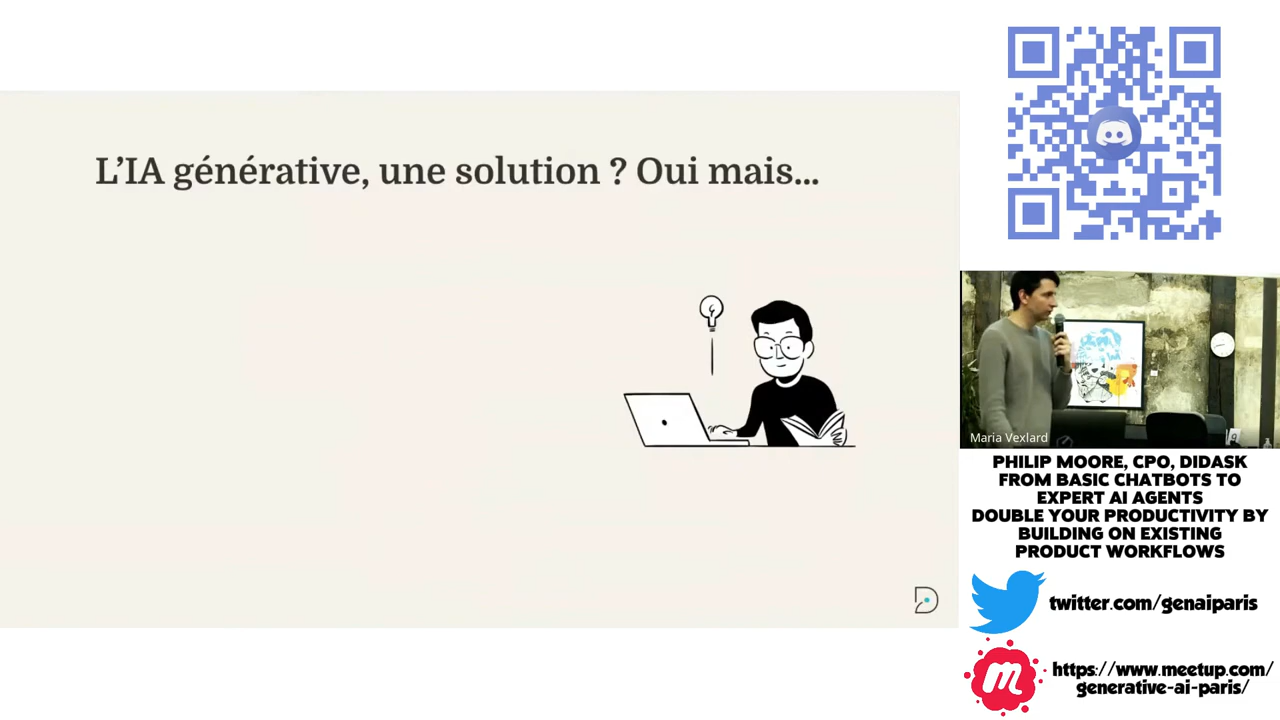 L’IA générative, une solution ? Oui mais...
Maria Vexlard
PHILIP MOORE, CPO, DIDASK
FROM BASIC CHATBOTS TO
EXPERT AI AGENTS
DOUBLE YOUR PRODUCTIVITY BY
BUILDING ON EXISTING
PRODUCT WORKFLOWS
twitter.com/genaiparis
https://www.meetup.com/
generative-ai-paris/